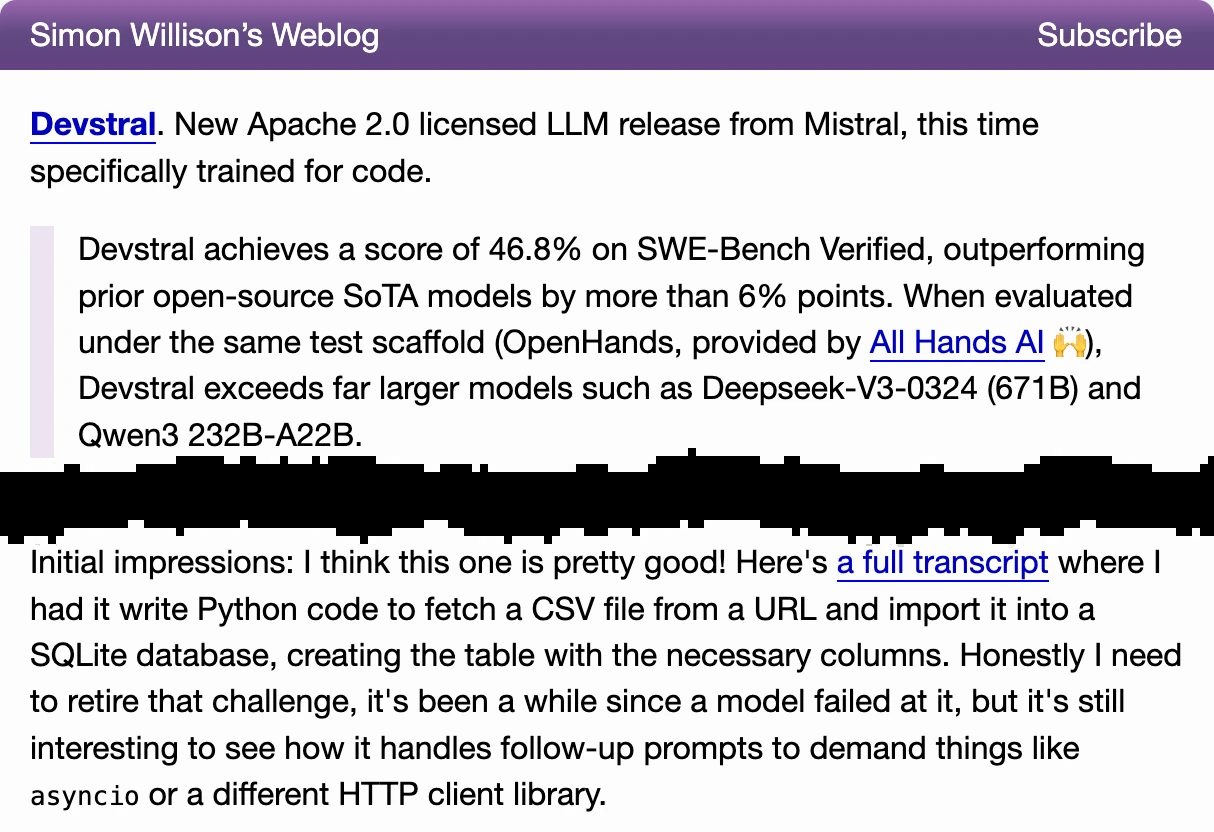 Simon Willison’s Weblog
Subscribe
Devstral. New Apache 2.0 licensed LLM release from Mistral, this time
specifically trained for code.
Devstral achieves a score of 46.8% on SWE-Bench Verified, outperforming
prior open-source SoTA models by more than 6% points. When evaluated
under the same test scaffold (OpenHands, provided by All Hands AI 🙌),
Devstral exceeds far larger models such as Deepseek-V3-0324 (671B) and
Qwen3 232B-A22B.
Initial impressions: I think this one is pretty good! Here's a full transcript where I
had it write Python code to fetch a CSV file from a URL and import it into a
SQLite database, creating the table with the necessary columns. Honestly I need
to retire that challenge, it's been a while since a model failed at it, but it's still
interesting to see how it handles follow-up prompts to demand things like
asyncio or a different HTTP client library.